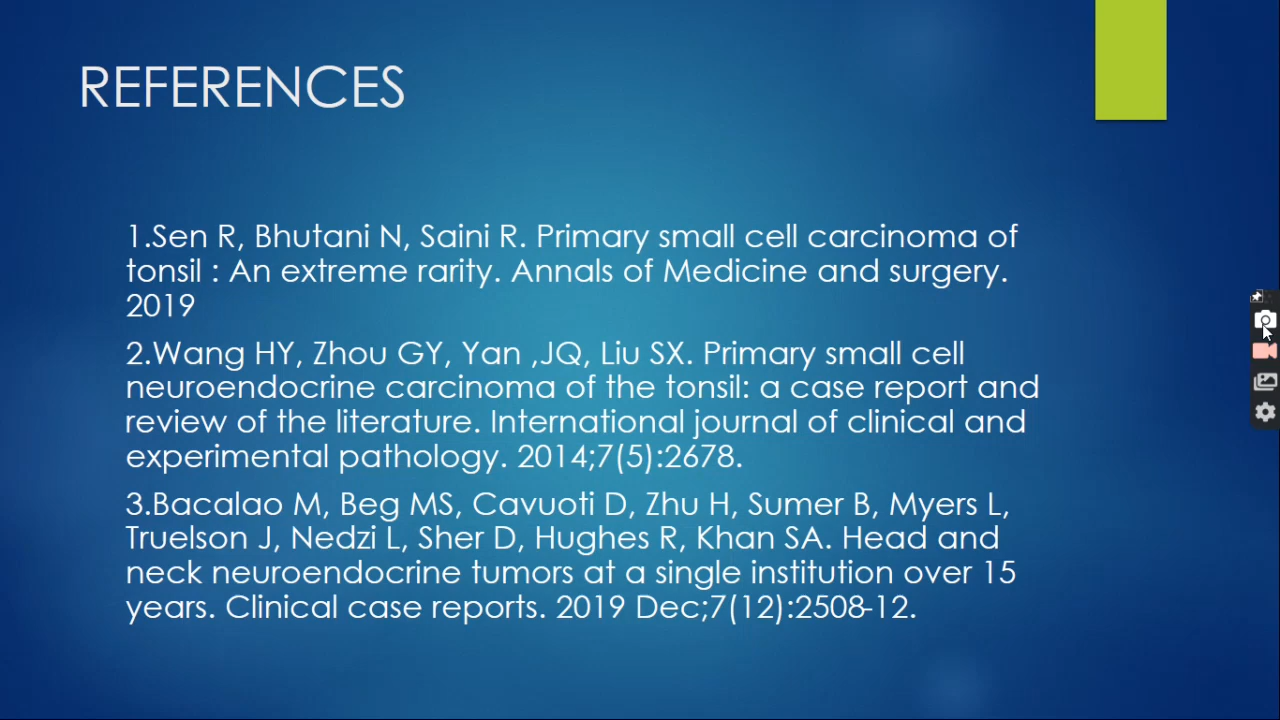 REFERENCES
1.Sen R, Bhutani N, Saini R. Primary small cell carcinoma of
tonsil : An extreme rarity. Annals of Medicine and surgery.
2019
2.Wang HY, Zhou GY, Yan ,JQ, Liu SX. Primary small cell
neuroendocrine carcinoma of the tonsil: a case report and
review of the literature. International journal of clinical and
experimental pathology. 2014;7(5):2678.
3.Bacalao M, Beg MS, Cavuoti D, Zhu H, Sumer B, Myers L,
Truelson J, Nedzi L, Sher D, Hughes R, Khan SA. Head and
neck neuroendocrine tumors at a single institution over 15
years. Clinical case reports. 2019 Dec;7(12):2508-12.